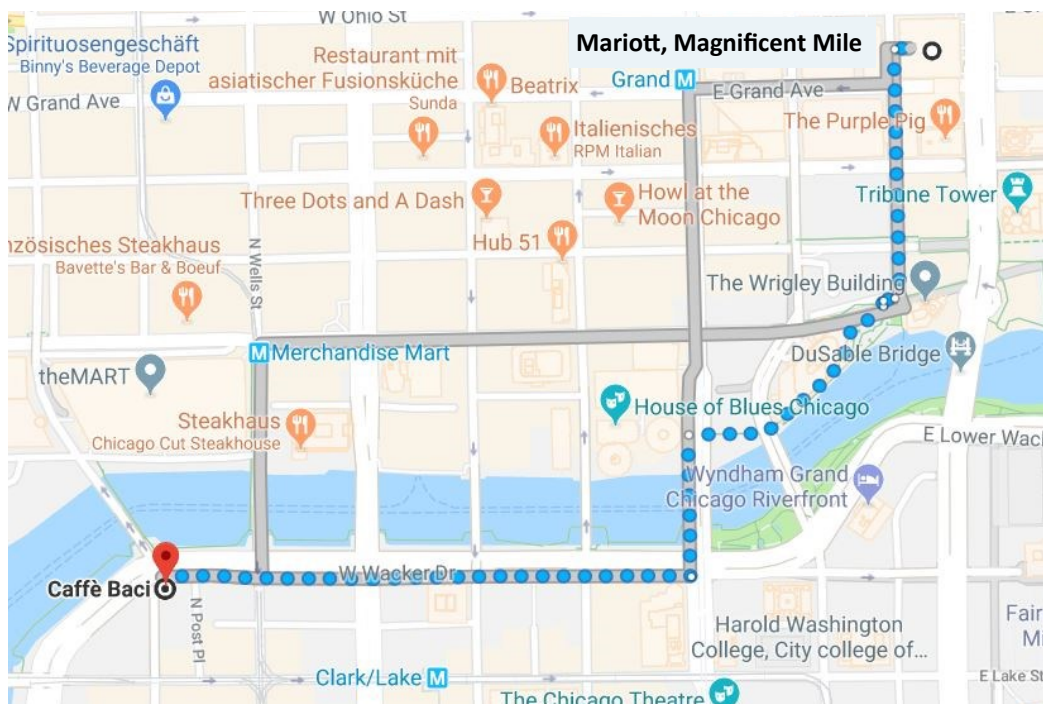 W Ohio St
Spirituosengeschäft
Binny's Beverage Depot
Restaurant mit
asiatischer Fusionsküche
Sunda
Beatrix
Mariott, Magnificent Mile
Grand M
W Grand Ave
E Grand Ave
The Purple Pig
Italienisches
RPM Italian
Three Dots and A Dash
Howl at the
Moon Chicago
Tribune Tower
Hub 51
nzösisches Steakhaus
Bavette's Bar & Boeuf
N Wells St
The Wrigley Building
M Merchandise Mart
DuSable Bridge
theMART
Steakhaus
Chicago Cut Steakhouse
House of Blues Chicago
E Lower Wack
Wyndham Grand
Chicago Riverfront
W Wacker Dr
Caffè Baci
N Post Pl
Harold Washington
College, City college of...
Fair
Mi
Clark/Lake M
E Lake St
The Chicago Theatre